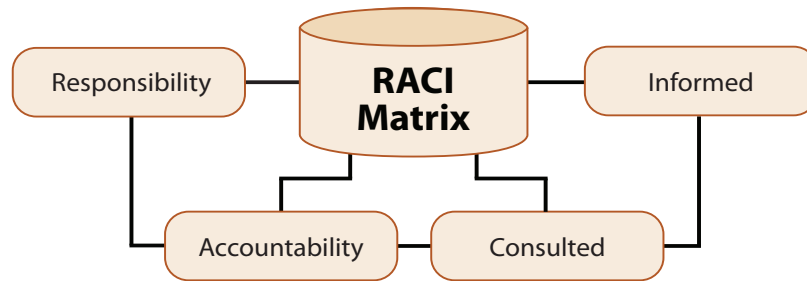 RACI
Matrix
Responsibility
Informed
Accountability
Consulted